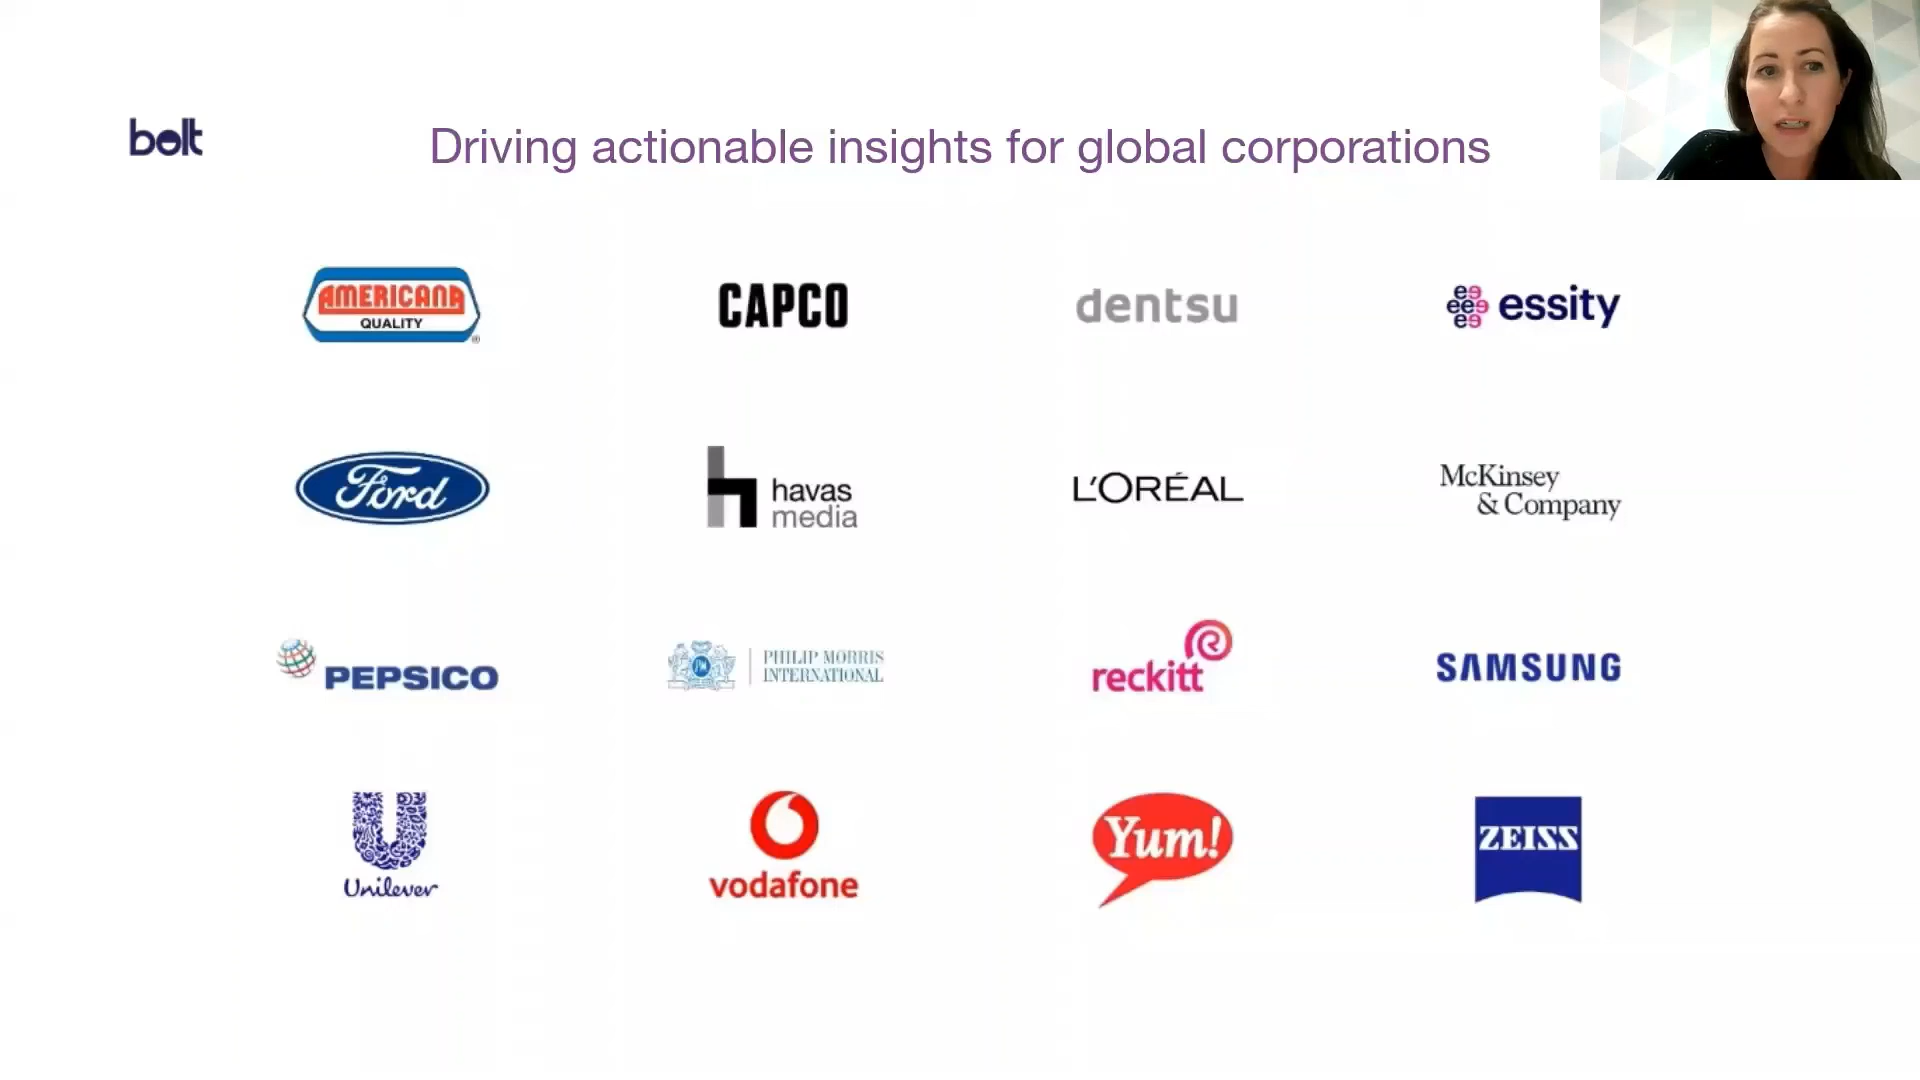 bolt
Driving actionable insights for global corporations
AMERICANA
QUALITY
®
CAPCO
dentsu
essity
Ford
havas
media
L'ORÉAL
McKinsey
& Company
PEPSICO
PHILIP MORRIS
INTERNATIONAL
reckitt
SAMSUNG
Unilever
vodafone
Yum!
ZEISS